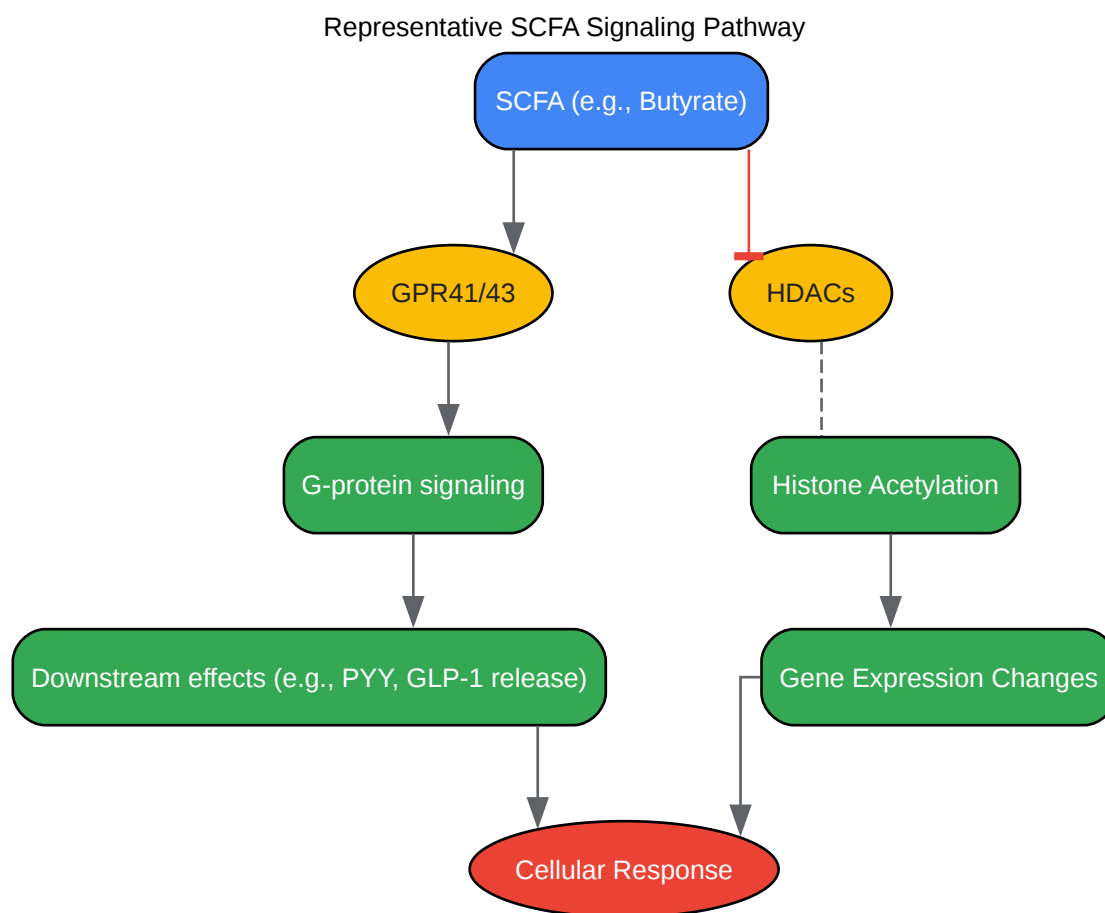 Representative SCFA Signaling Pathway
SCFA (e.g., Butyrate)
GPR41/43
HDACs
G-protein signaling
Histone Acetylation
Downstream effects (e.g., PYY, GLP-1 release)
Gene Expression Changes
Cellular Response